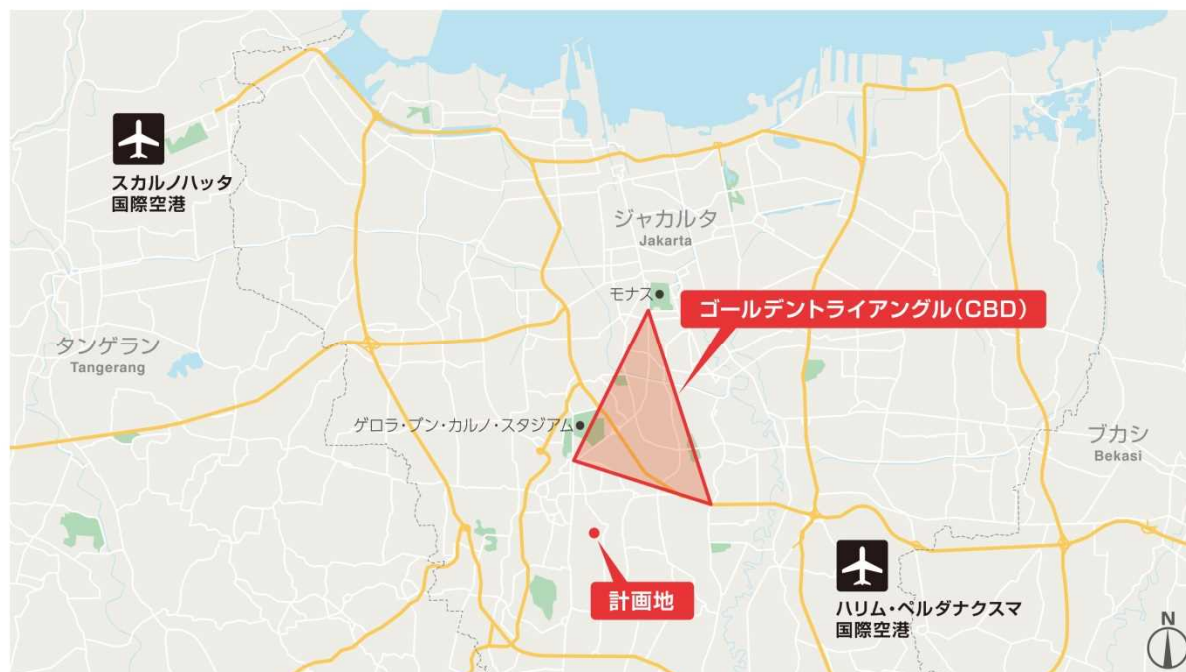 スカルノハッタ
国際空港
ジャカルタ
Jakarta
モナス
ゴールデントライアングル(CBD)
タンゲラン
Tangerang
ゲロラ・ブン・カルノ・スタジアム
ブカシ
Bekasi
計画地
ハリム・ペルダナクスマ
国際空港
N